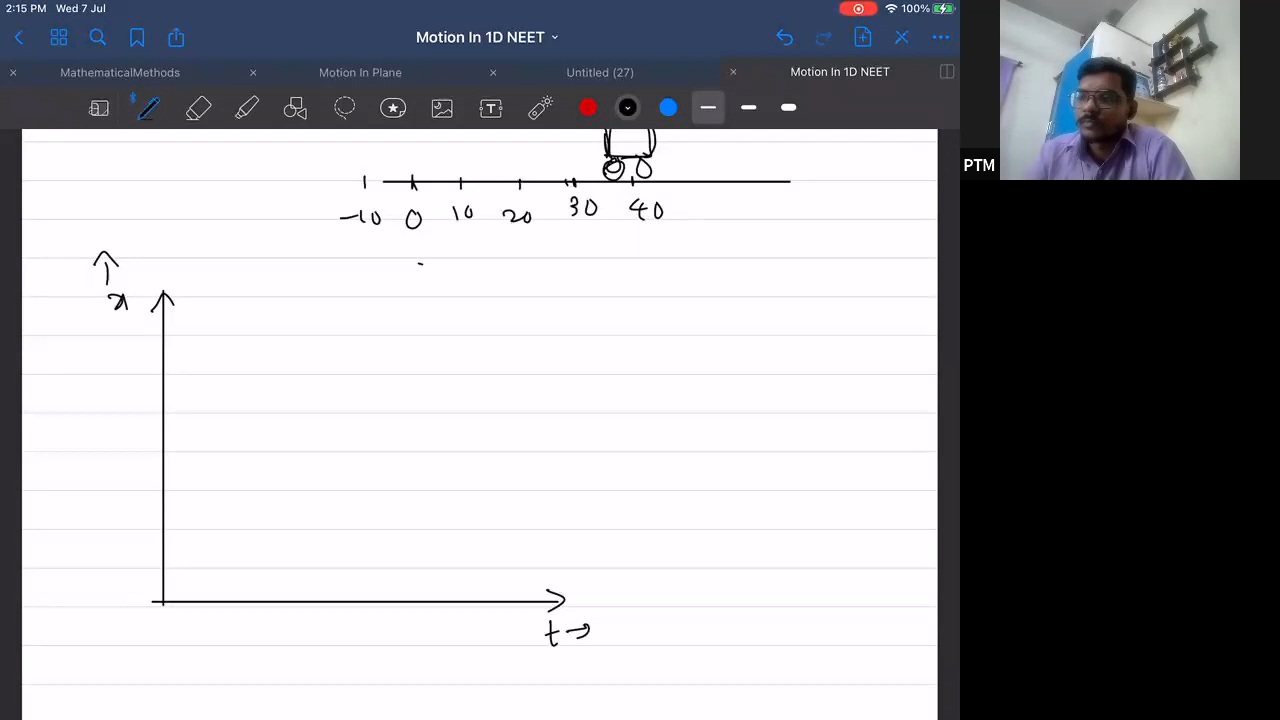 2:15 PM Wed 7 Jul 100%
Motion In 1D NEET
MathematicalMethods Motion In Plane Untitled (27) Motion In 1D NEET
T
PTM
-10 0 10 20 30 40
x
t